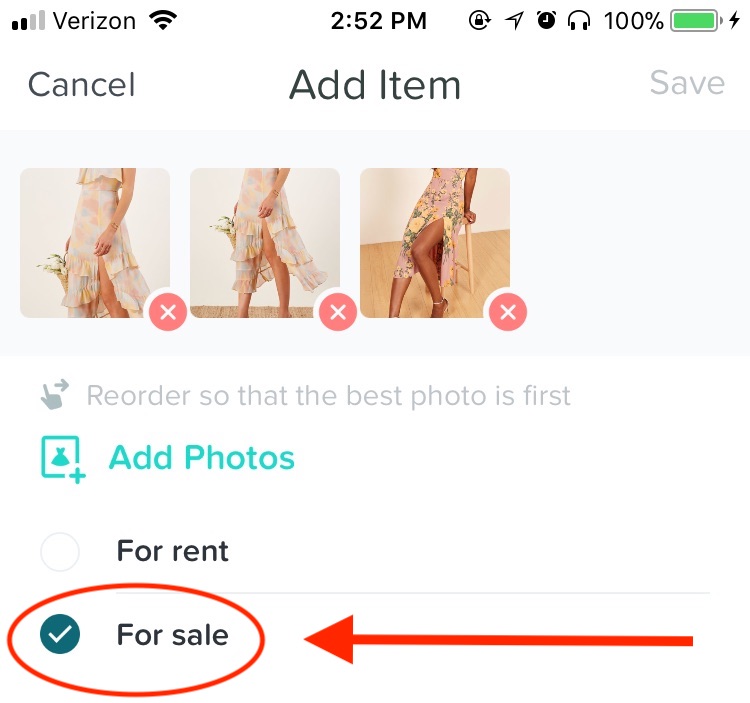 Verizon 2:52 PM 100%
Cancel Add Item Save
Reorder so that the best photo is first
Add Photos
For rent
For sale